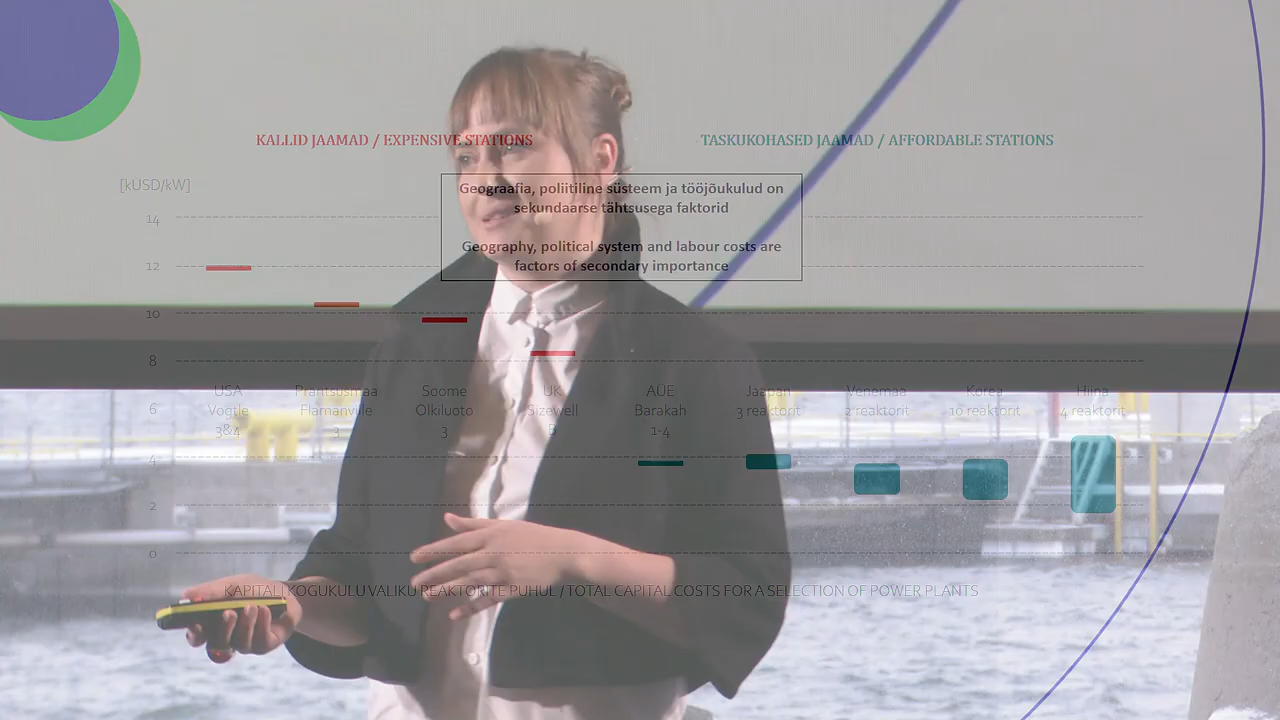 KALLID JAAMAD / EXPENSIVE STATIONS
TASKUKOHASED JAAMAD / AFFORDABLE STATIONS
[kUSD/kW]
Geograafia, poliitiline süsteem ja tööjõukulud on
sekundaarse tähtsusega faktorid
Geography, political system and labour costs are
factors of secondary importance
14
12
10
8
6
4
2
0
USA
Vogtle
3&4
Prantsusmaa
Flamanville
3
Soome
Olkiluoto
3
UK
Sizewell
B
AÜE
Barakah
1-4
Jaapan
3 reaktorit
Venemaa
2 reaktorit
Korea
10 reaktorit
Hiina
4 reaktorit
KOGUKULU VALIKU REAKTORITE PUHUL / TOTAL CAPITAL COSTS FOR A SELECTION OF POWER PLANTS